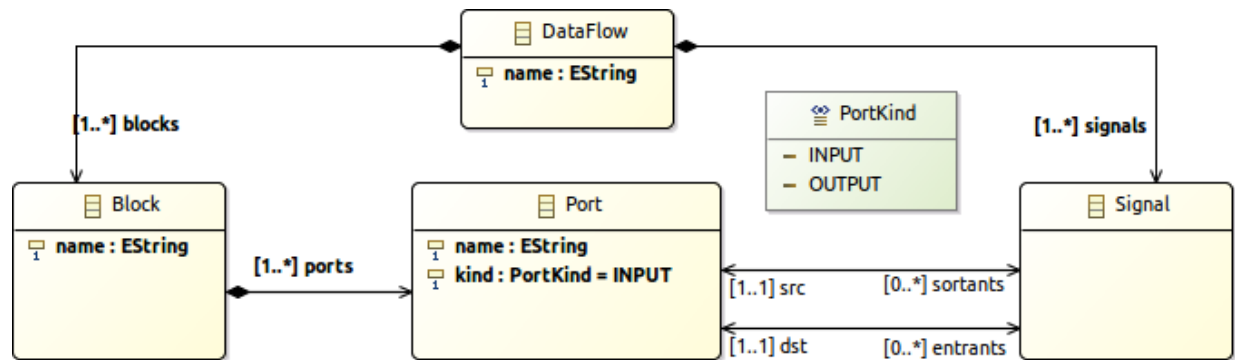 DataFlow
name : EString
[1..*] blocks
PortKind
INPUT
OUTPUT
[1..*] signals
Block
name : EString
[1..*] ports
Port
name : EString
kind : PortKind = INPUT
Signal
[1..1] src
[0..*] sortants
[1..1] dst
[0..*] entrants